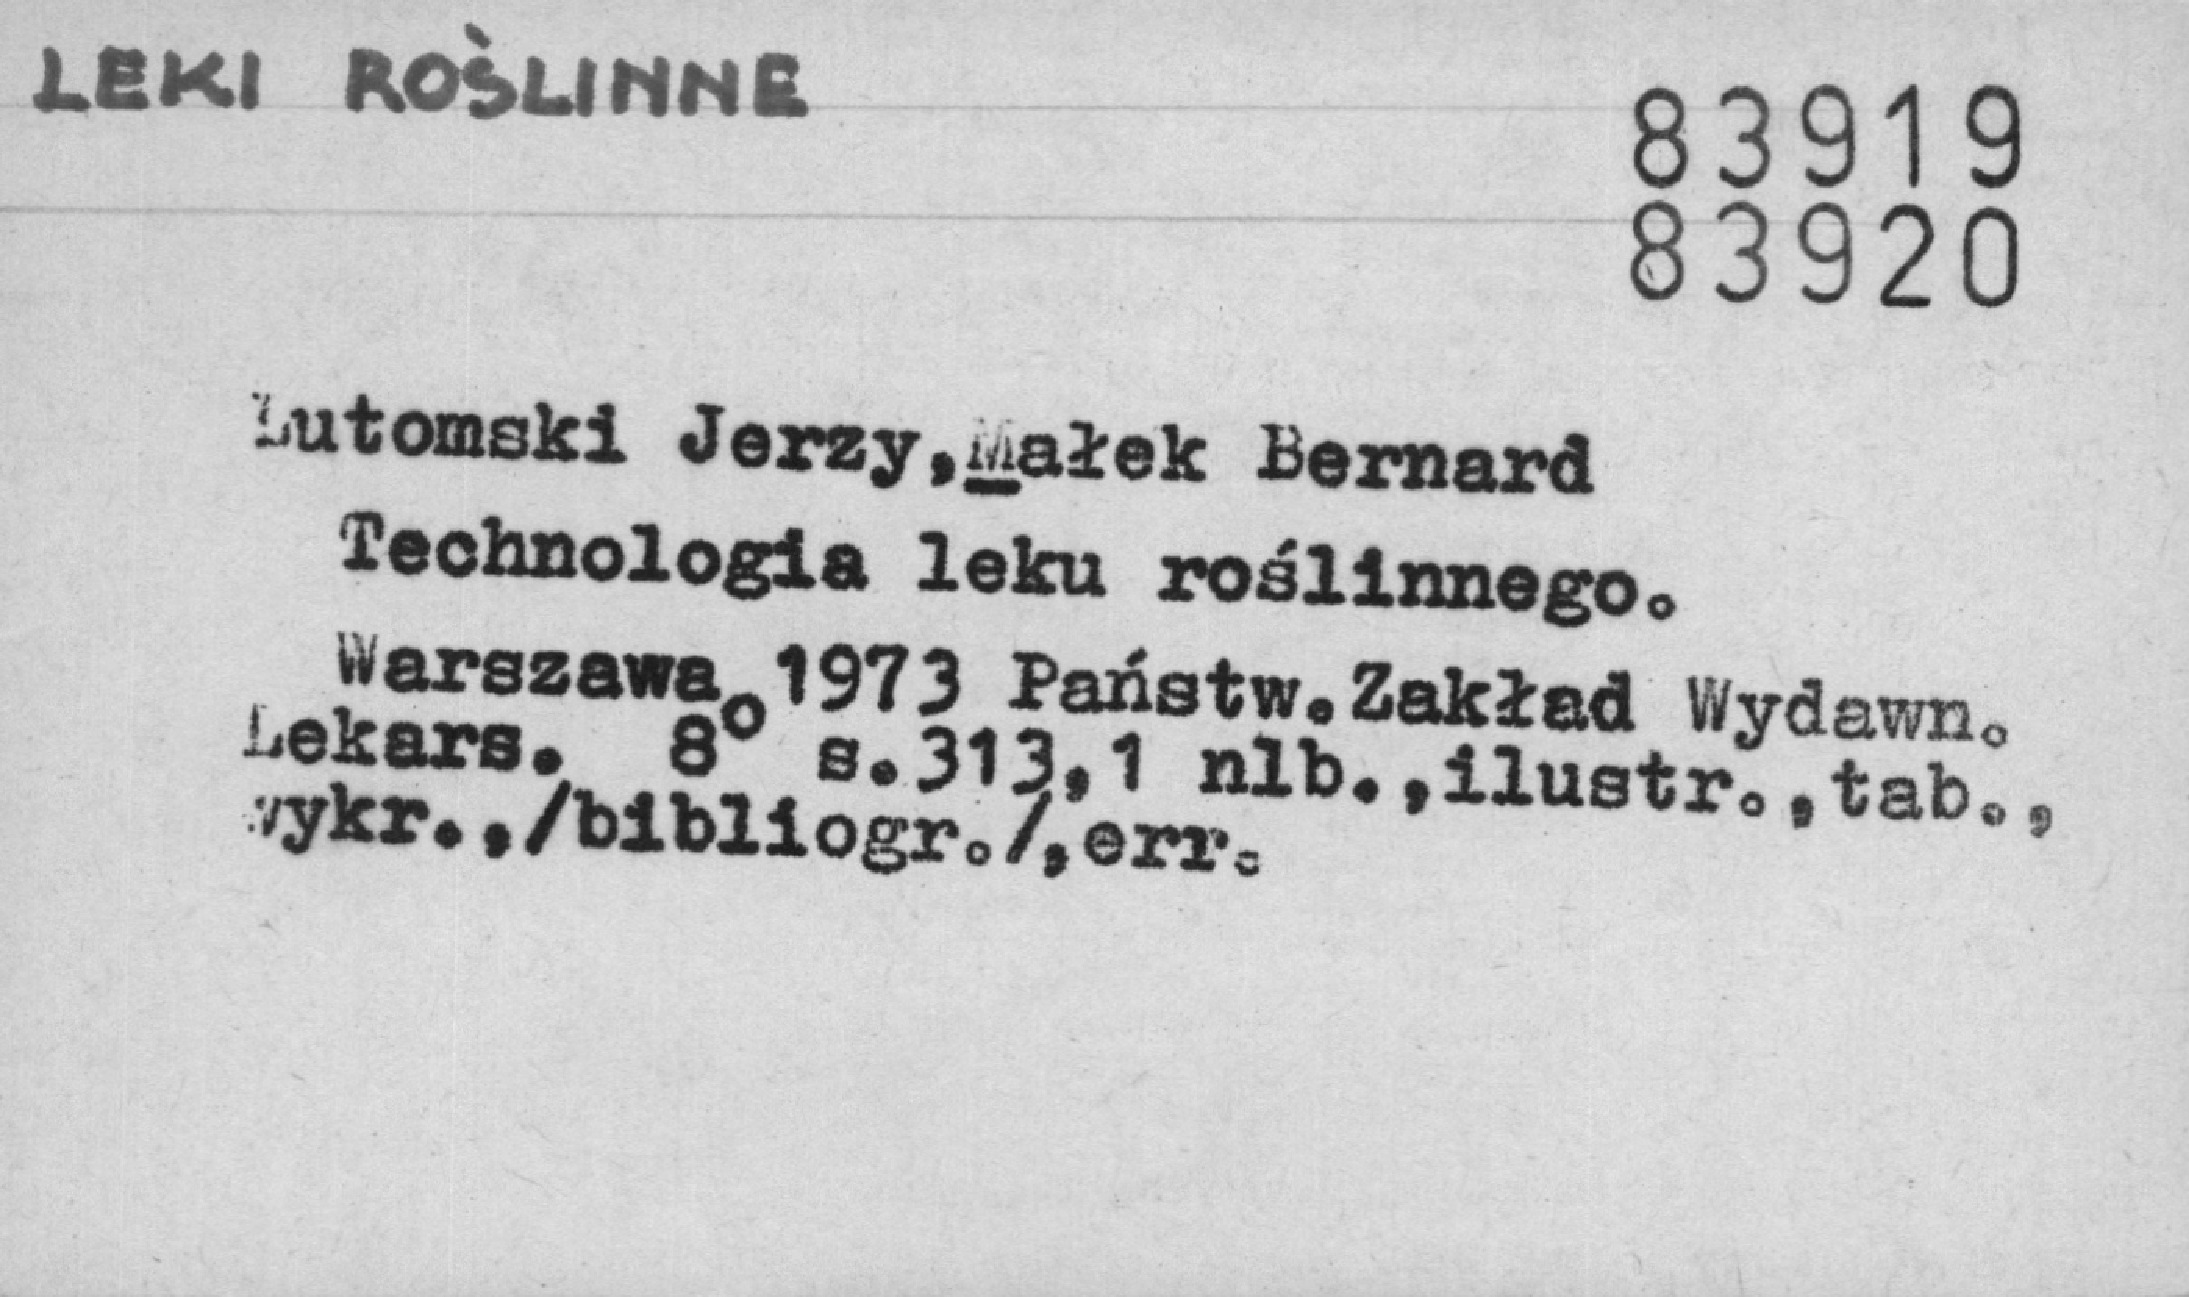 LEKI ROŚLINNE
83919
83920
Lutomski Jerzy,Małek Bernard
Technologia leku roślinnego.
Warszawa 1973 Państw.Zakład Wydawn.
Lekars. 8° s.313,1 nlb.,ilustr.,tab.,
wykr.,/bibliogr./,err.